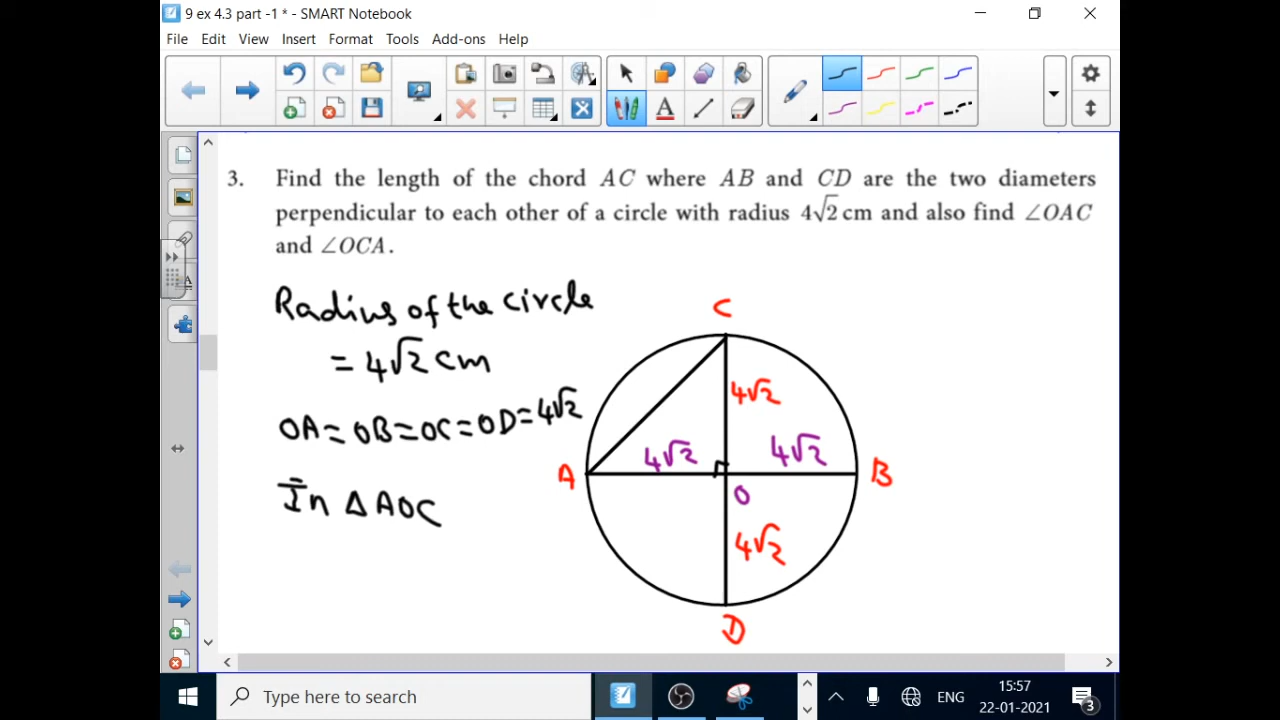 9 ex 4.3 part -1 * - SMART Notebook
File Edit View Insert Format Tools Add-ons Help
3. Find the length of the chord AC where AB and CD are the two diameters
perpendicular to each other of a circle with radius 4√2 cm and also find ∠OAC
and ∠OCA.
Radius of the circle
= 4√2 cm
OA = OB = OC = OD = 4√2
In ΔAOC
C
4√2
4√2
4√2
A
B
O
4√2
D
Type here to search
ENG
15:57
22-01-2021
3